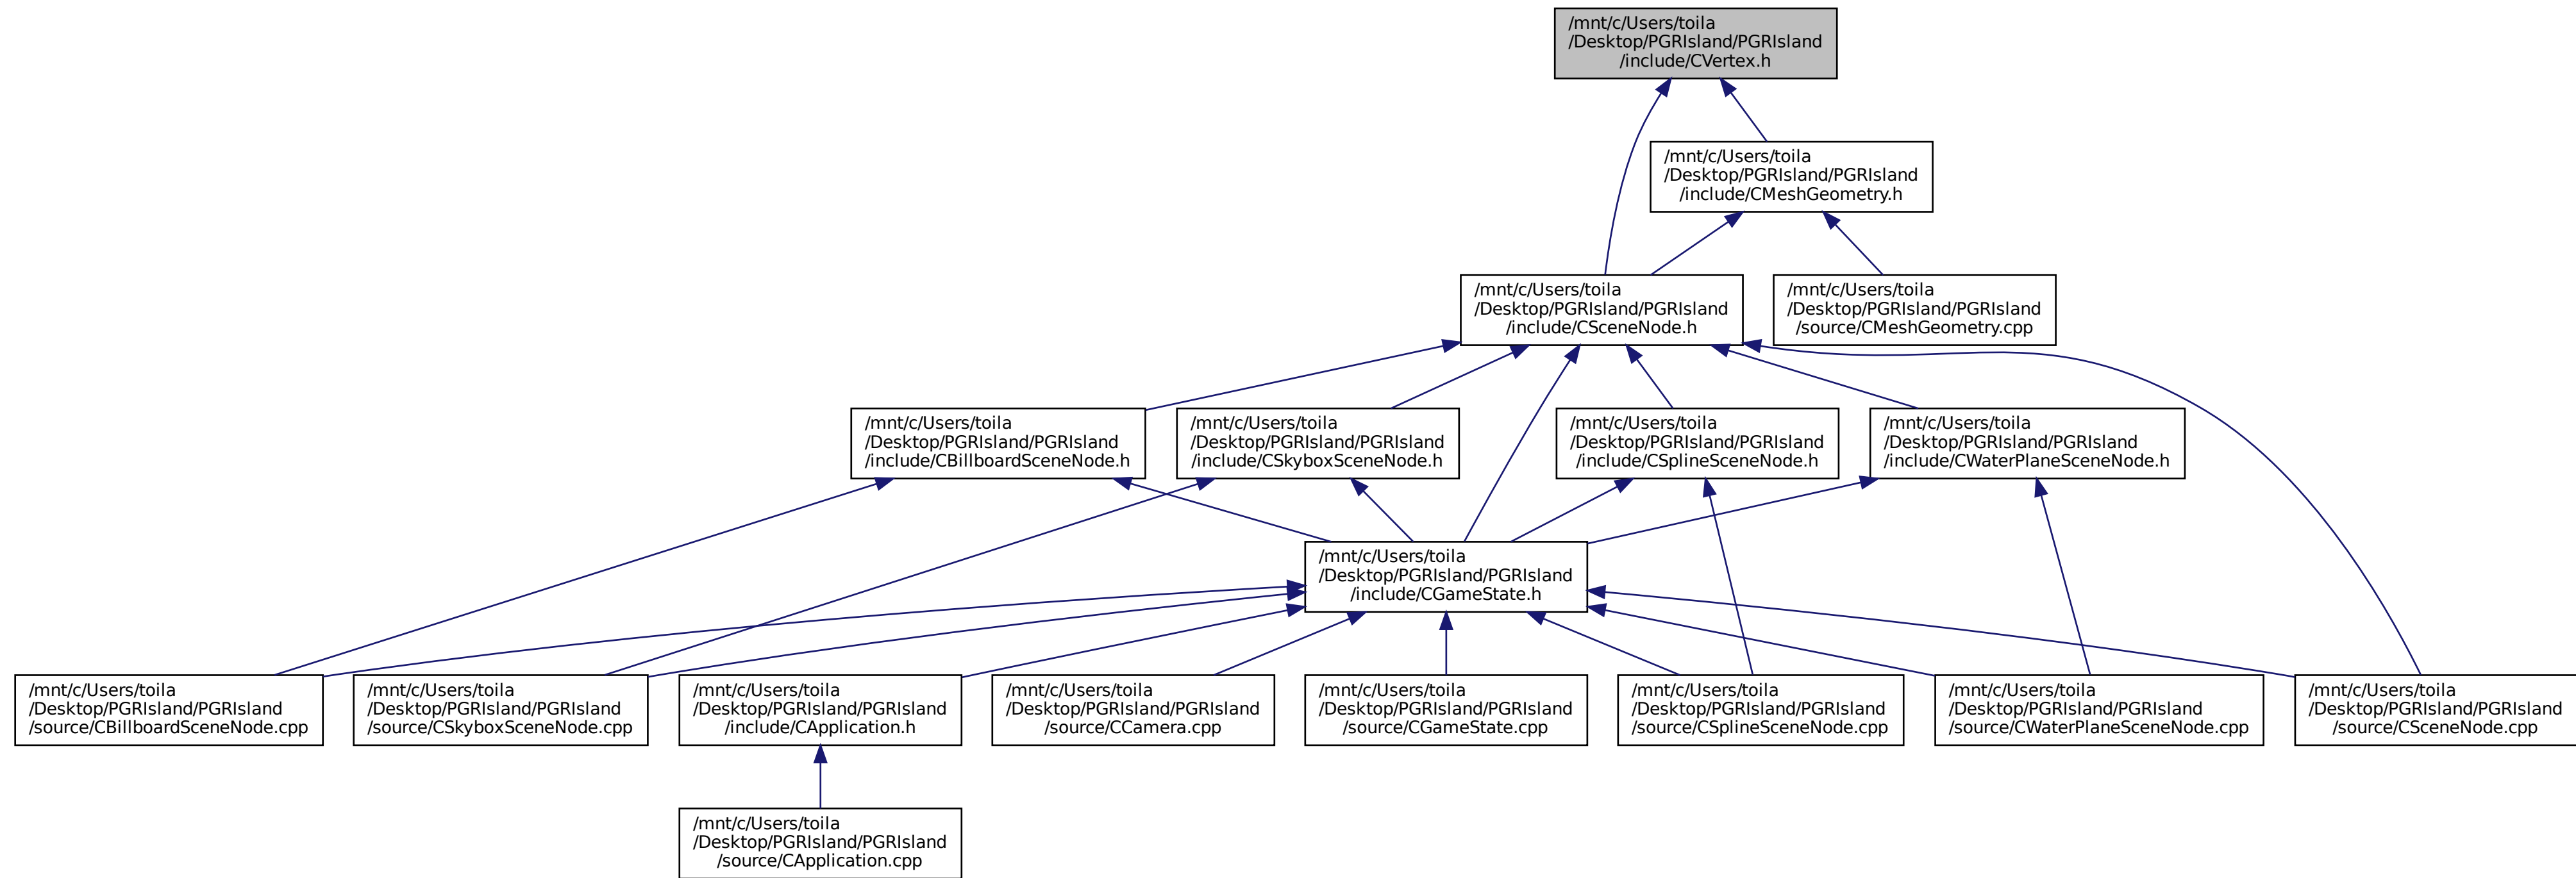 /mnt/c/Users/toila
/Desktop/PGRIsland/PGRIsland
/include/CVertex.h
/mnt/c/Users/toila
/Desktop/PGRIsland/PGRIsland
/include/CMeshGeometry.h
/mnt/c/Users/toila
/Desktop/PGRIsland/PGRIsland
/include/CSceneNode.h
/mnt/c/Users/toila
/Desktop/PGRIsland/PGRIsland
/source/CMeshGeometry.cpp
/mnt/c/Users/toila
/Desktop/PGRIsland/PGRIsland
/include/CBillboardSceneNode.h
/mnt/c/Users/toila
/Desktop/PGRIsland/PGRIsland
/include/CSkyboxSceneNode.h
/mnt/c/Users/toila
/Desktop/PGRIsland/PGRIsland
/include/CSplineSceneNode.h
/mnt/c/Users/toila
/Desktop/PGRIsland/PGRIsland
/include/CWaterPlaneSceneNode.h
/mnt/c/Users/toila
/Desktop/PGRIsland/PGRIsland
/include/CGameState.h
/mnt/c/Users/toila
/Desktop/PGRIsland/PGRIsland
/source/CBillboardSceneNode.cpp
/mnt/c/Users/toila
/Desktop/PGRIsland/PGRIsland
/source/CSkyboxSceneNode.cpp
/mnt/c/Users/toila
/Desktop/PGRIsland/PGRIsland
/include/CApplication.h
/mnt/c/Users/toila
/Desktop/PGRIsland/PGRIsland
/source/CCamera.cpp
/mnt/c/Users/toila
/Desktop/PGRIsland/PGRIsland
/source/CGameState.cpp
/mnt/c/Users/toila
/Desktop/PGRIsland/PGRIsland
/source/CSplineSceneNode.cpp
/mnt/c/Users/toila
/Desktop/PGRIsland/PGRIsland
/source/CWaterPlaneSceneNode.cpp
/mnt/c/Users/toila
/Desktop/PGRIsland/PGRIsland
/source/CSceneNode.cpp
/mnt/c/Users/toila
/Desktop/PGRIsland/PGRIsland
/source/CApplication.cpp